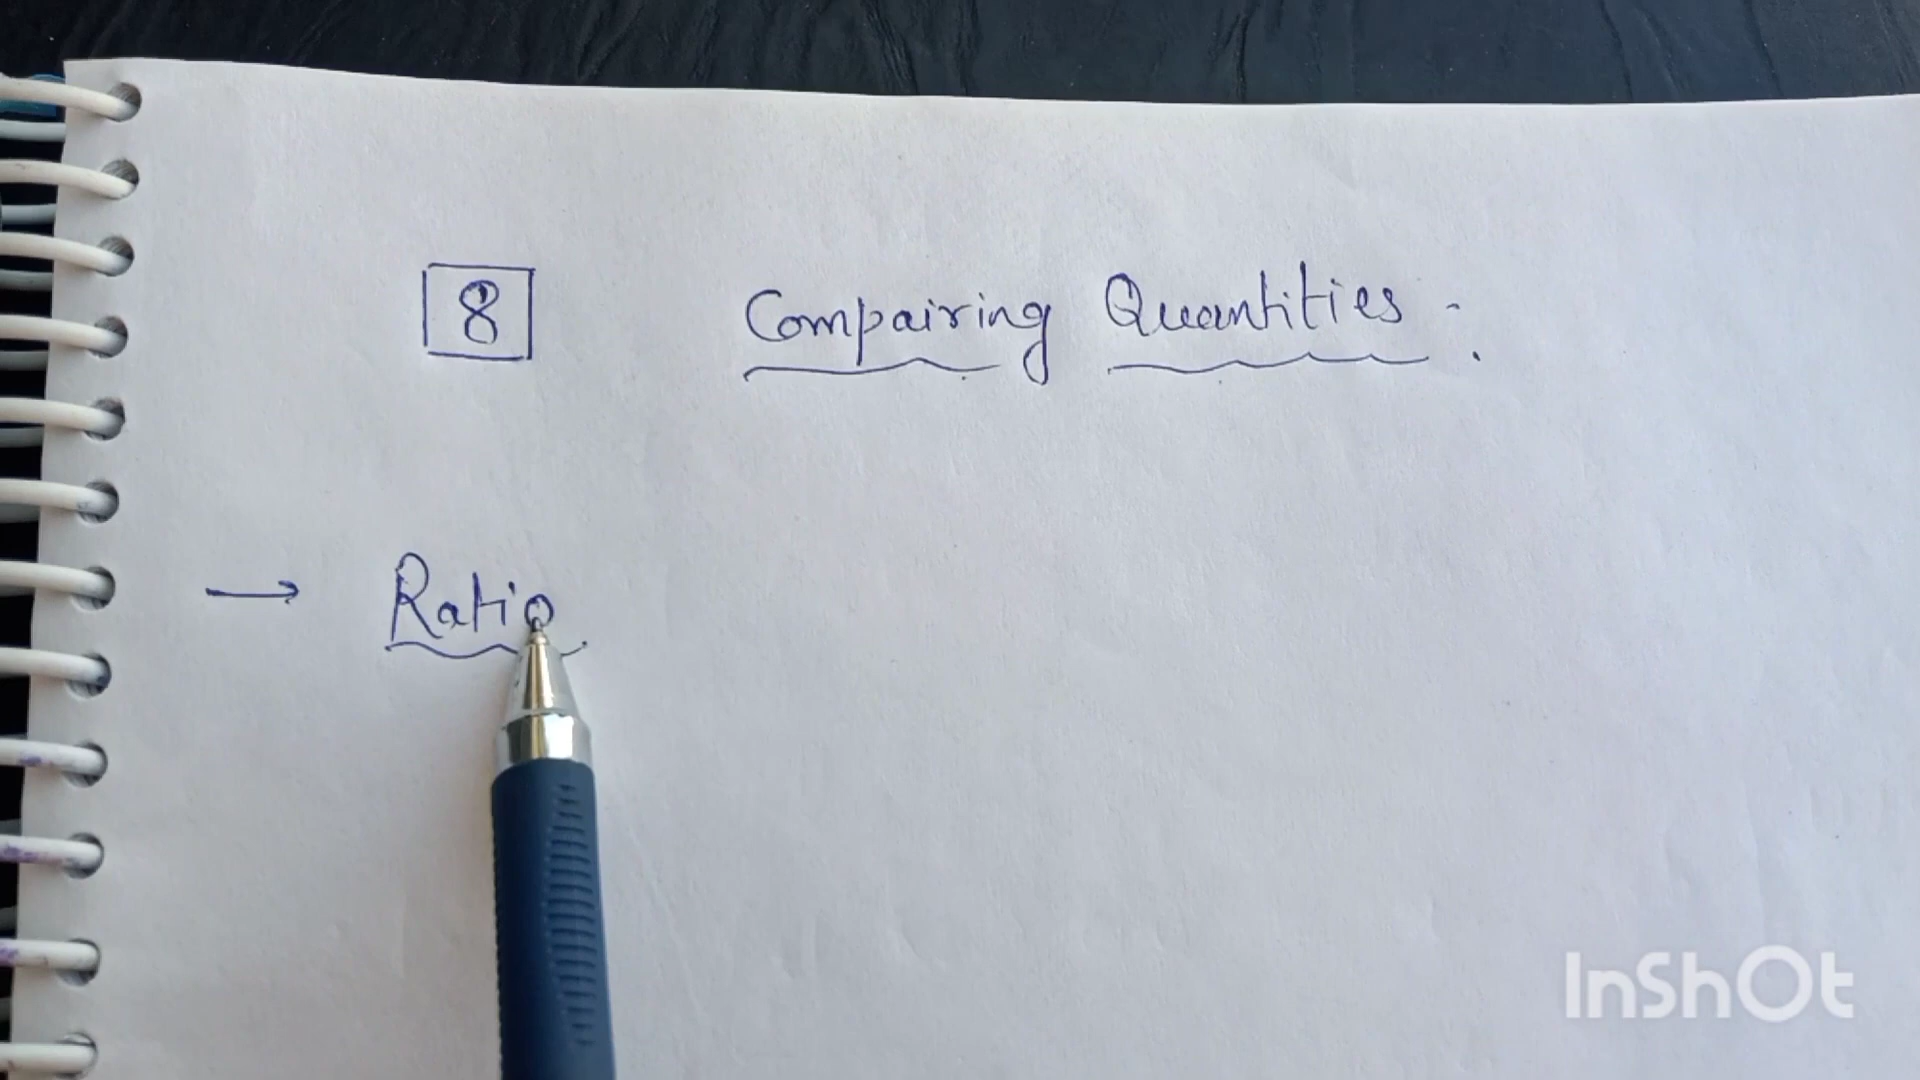 8 Compairing Quantities.
→ Ratio
InShOt